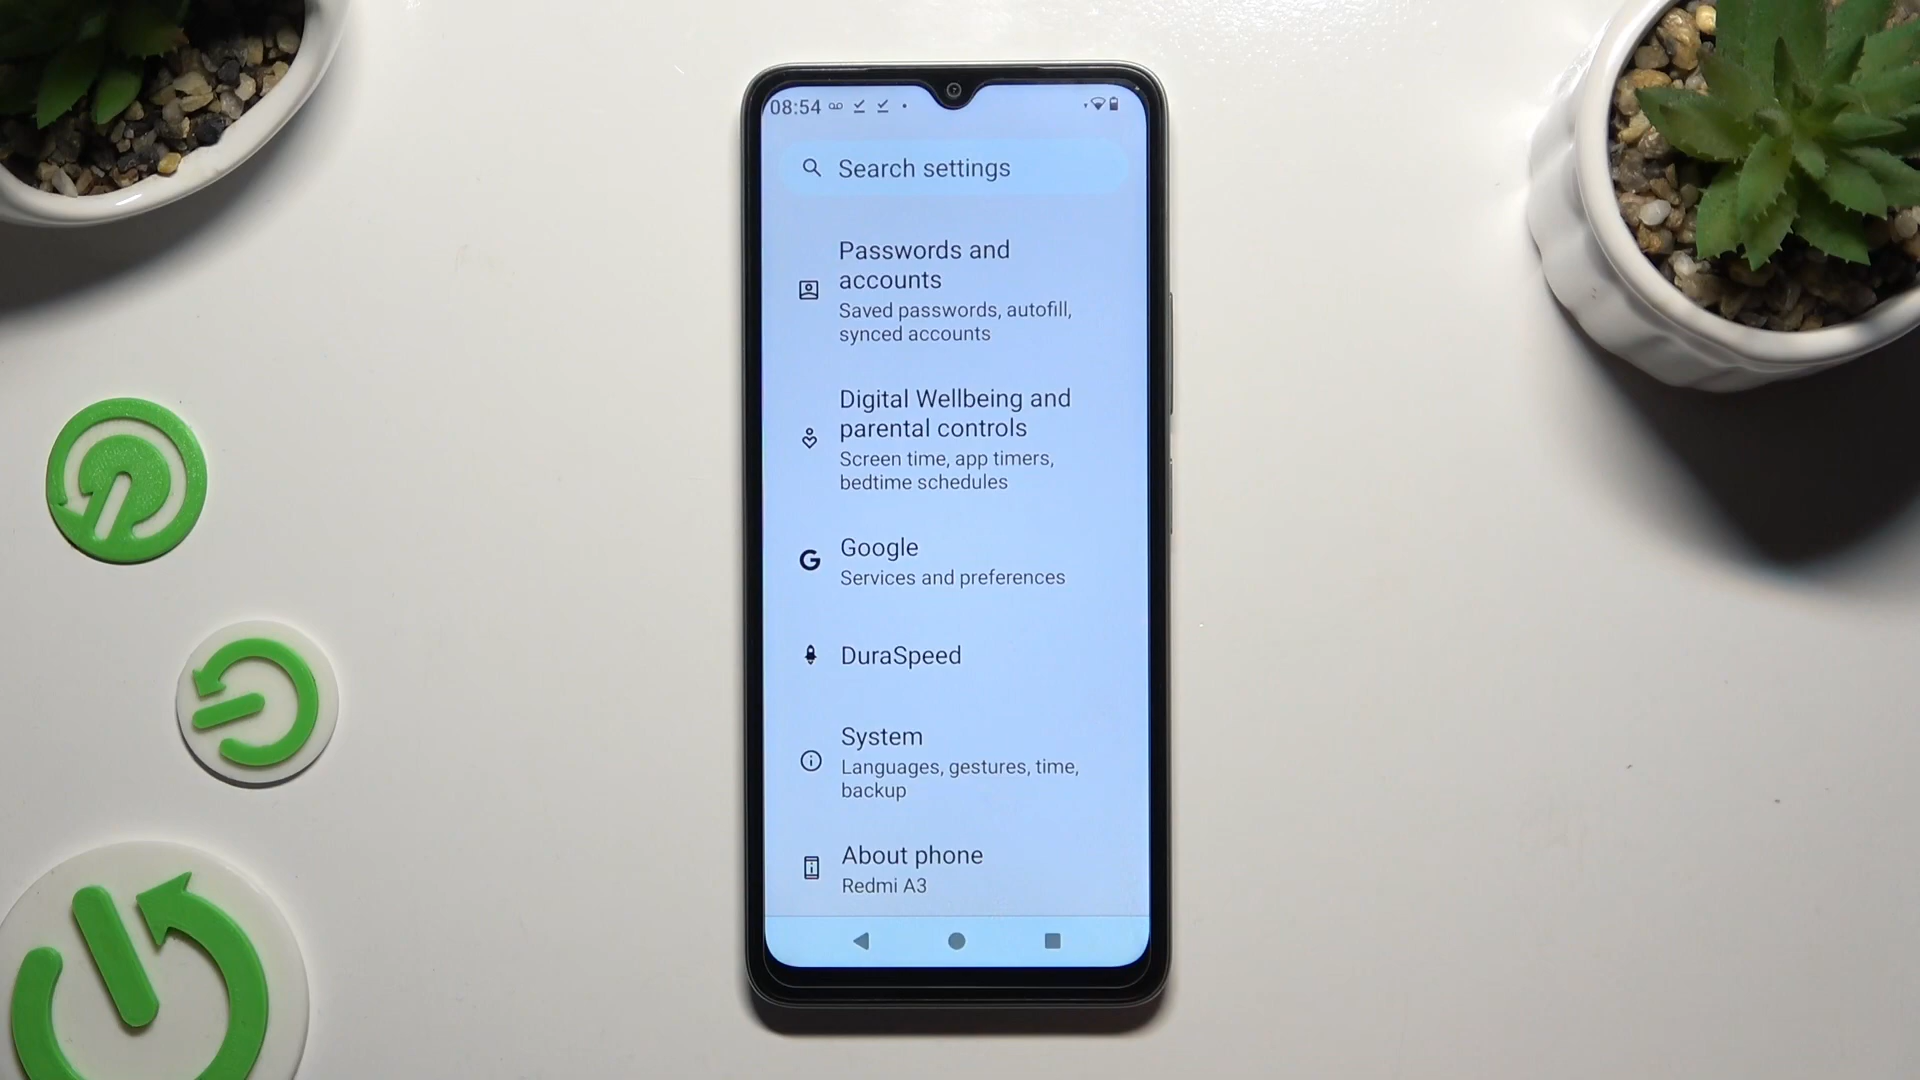 08:54
Search settings
Passwords and
accounts
Saved passwords, autofill,
synced accounts
Digital Wellbeing and
parental controls
Screen time, app timers,
bedtime schedules
Google
Services and preferences
DuraSpeed
System
Languages, gestures, time,
backup
About phone
Redmi A3